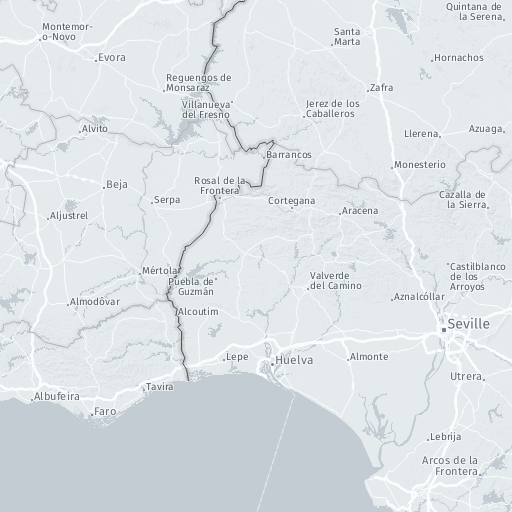 Quintana de
la Serena
Montemor-
o-Novo
Santa
Marta
Evora
Hornachos
Reguengos de
Monsaraz
Zafra
Villanueva
del Fresno
Jerez de los
Caballeros
Alvito
Llerena
Azuaga
Barrancos
Monesterio
Beja
Rosal de la
Frontera
Serpa
Cortegana
Cazalla de
la Sierra
Aljustrel
Aracena
Mértola
Puebla de
Guzmán
Valverde
del Camino
Castilblanco
de los
Arroyos
Almodôvar
Aznalcóllar
Alcoutim
Seville
Lepe
Huelva
Almonte
Utrera
Tavira
Albufeira
Faro
Lebrija
Arcos de la
Frontera